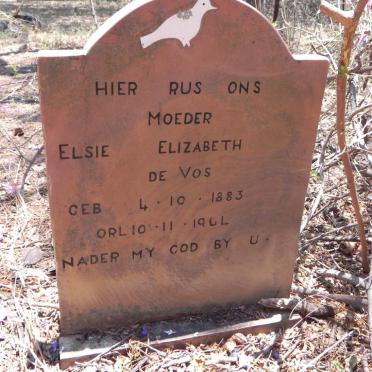 HIER RUS ONS
MOEDER
ELSIE ELIZABETH
DE VOS
GEB 4·10·1883
ORL 10·11·1961
NADER MY GOD BY U·